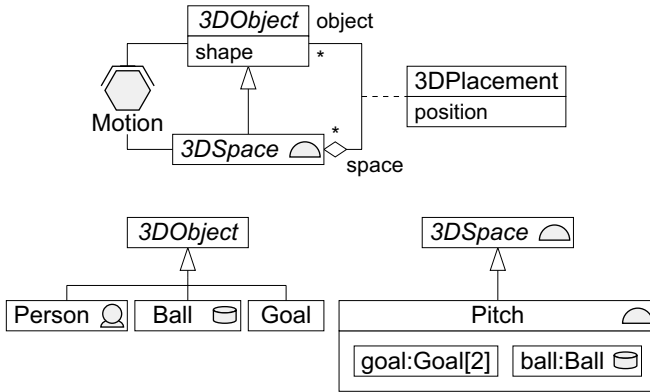 3DObject
object
shape
*
3DPlacement
position
Motion
*
3DSpace
space
3DObject
3DSpace
Person
Ball
Goal
Pitch
goal:Goal[2]
ball:Ball